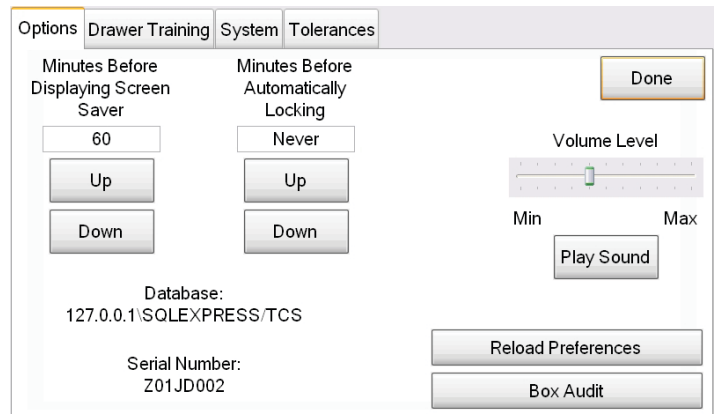 Options Drawer Training System Tolerances
Minutes Before
Displaying Screen
Saver
60
Up
Down
Minutes Before
Automatically
Locking
Never
Up
Down
Done
Volume Level
Min Max
Play Sound
Database:
127.0.0.1\SQLEXPRESS/TCS
Serial Number:
Z01JD002
Reload Preferences
Box Audit